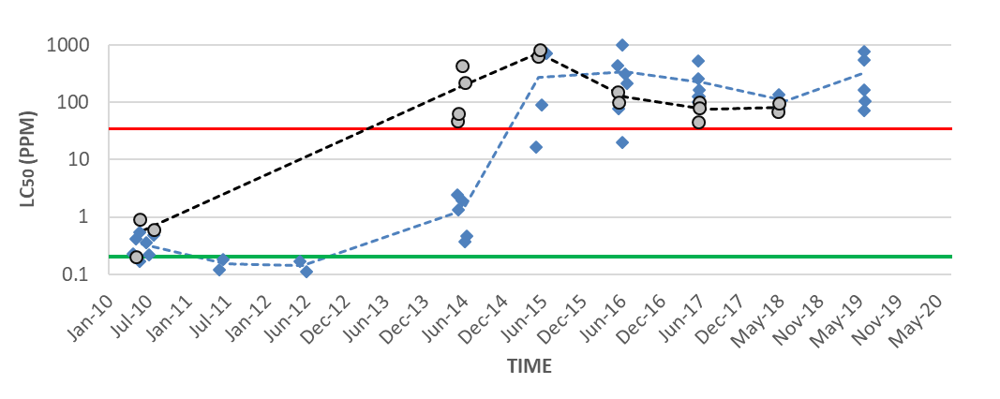 1000
100
10
1
0.1
LC50 (PPM)
Jan-10
Jul-10
Jan-11
Jul-11
Jan-12
Jun-12
Dec-12
Jun-13
Dec-13
Jun-14
Dec-14
Jun-15
Dec-15
Jun-16
Dec-16
Jun-17
Dec-17
May-18
Nov-18
May-19
Nov-19
May-20
TIME